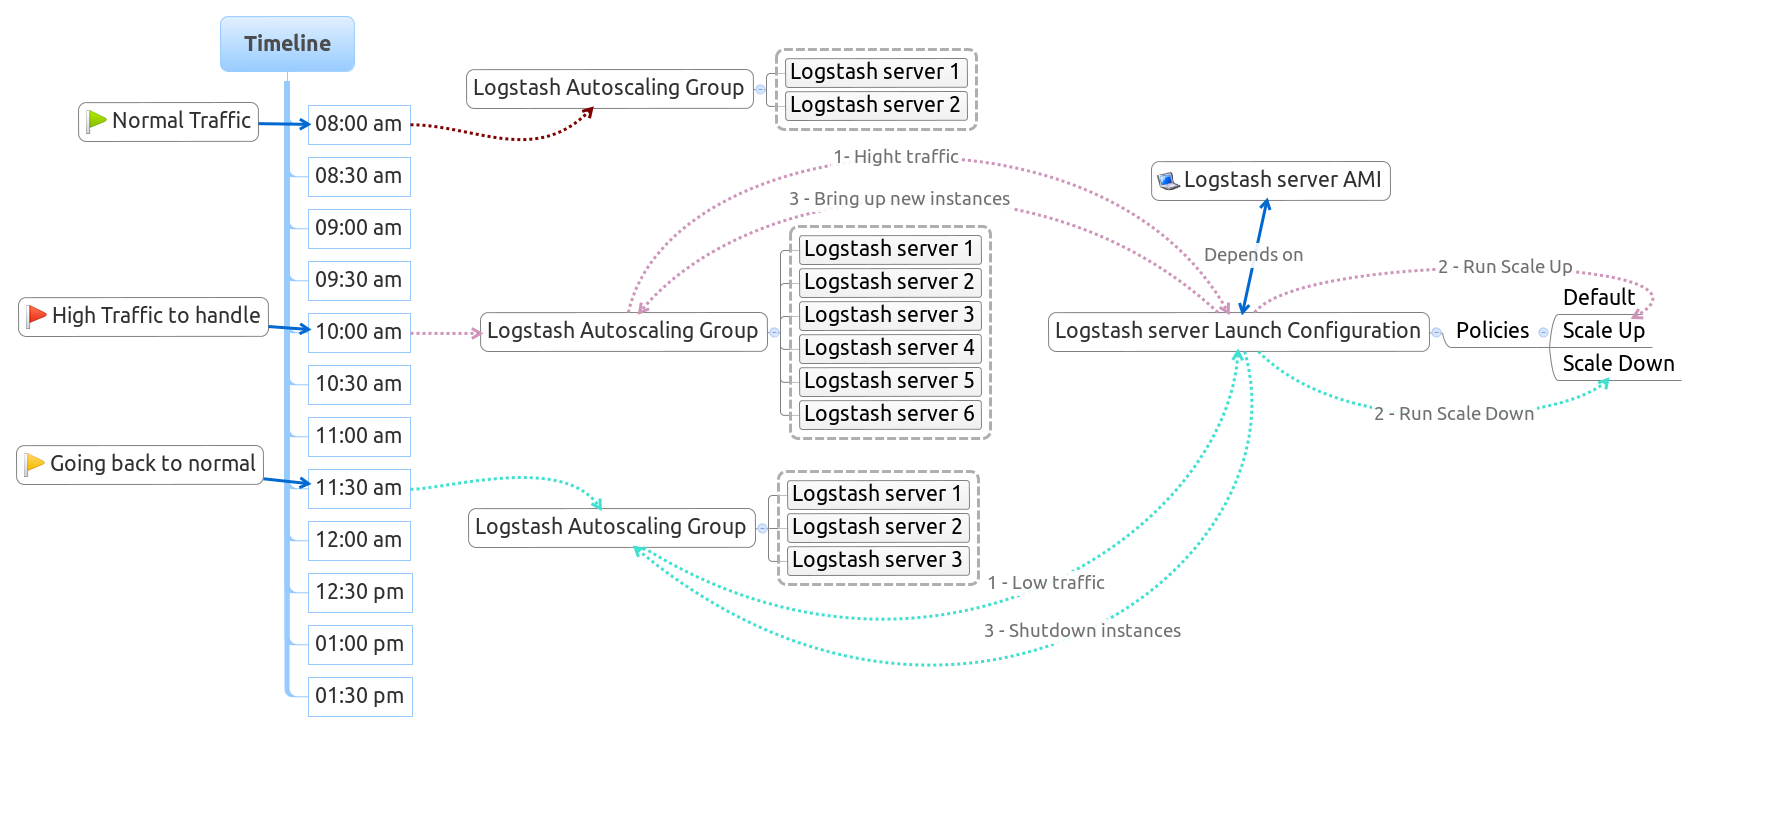 Timeline
Normal Traffic
08:00 am
08:30 am
09:00 am
09:30 am
High Traffic to handle
10:00 am
10:30 am
11:00 am
Going back to normal
11:30 am
12:00 am
12:30 pm
01:00 pm
01:30 pm
Logstash Autoscaling Group
Logstash server 1
Logstash server 2
1- Hight traffic
3 - Bring up new instances
Logstash Autoscaling Group
Logstash server 1
Logstash server 2
Logstash server 3
Logstash server 4
Logstash server 5
Logstash server 6
Logstash server AMI
Depends on
Logstash server Launch Configuration
2 - Run Scale Up
Policies
Default
Scale Up
Scale Down
2 - Run Scale Down
Logstash Autoscaling Group
Logstash server 1
Logstash server 2
Logstash server 3
1 - Low traffic
3 - Shutdown instances